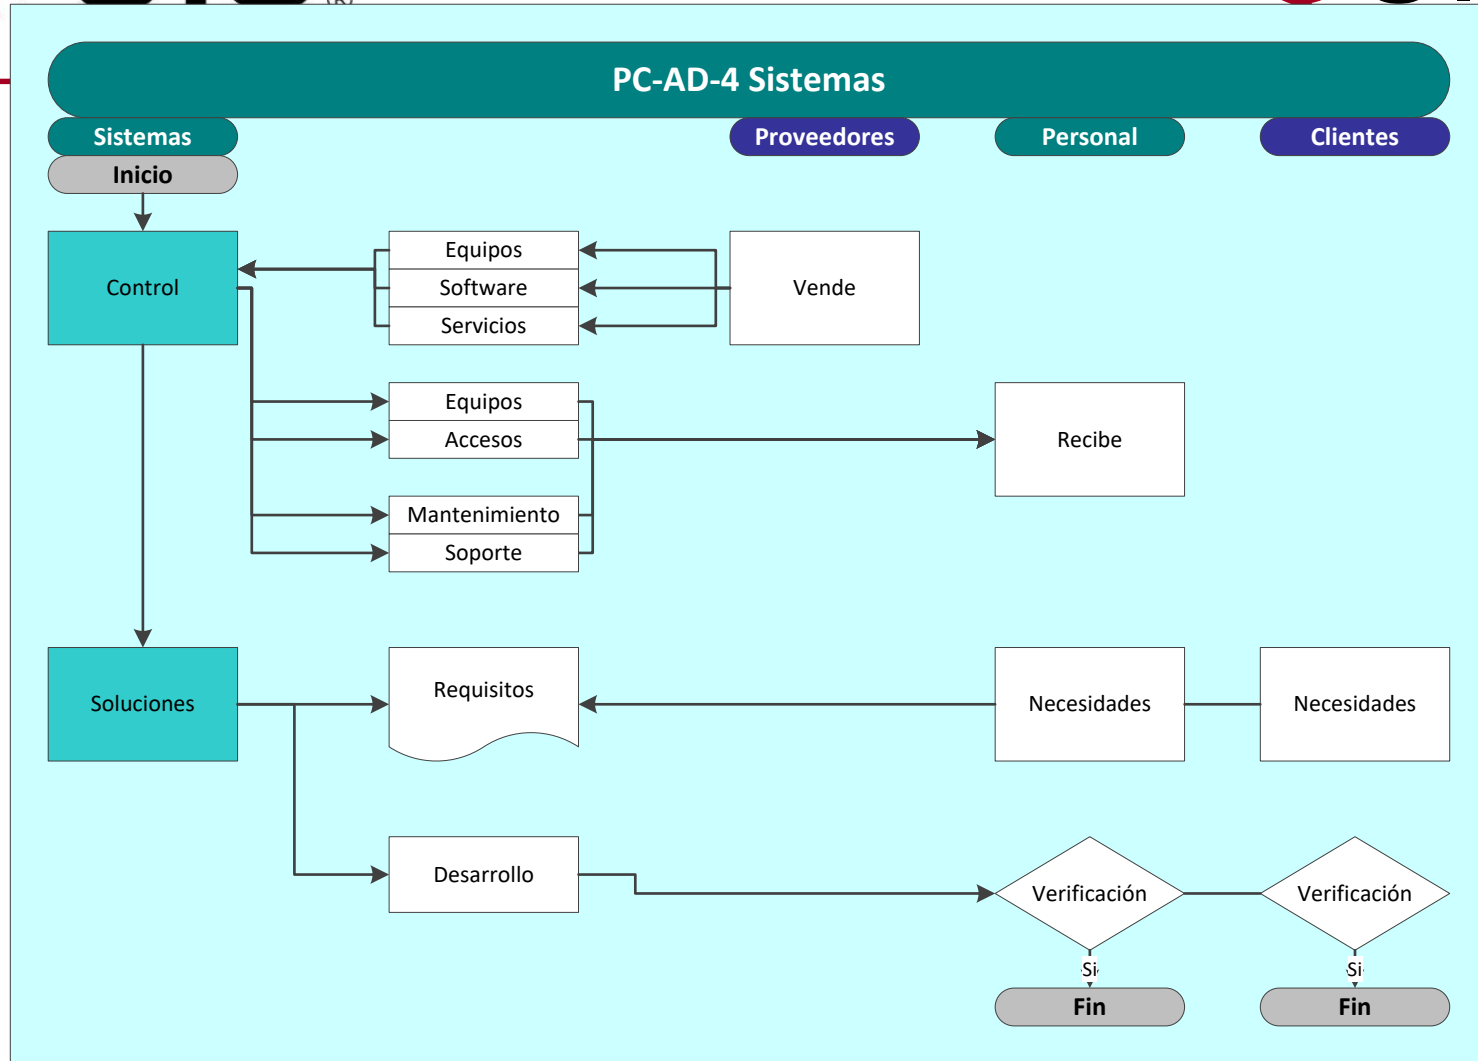 PC-AD-4 Sistemas
Sistemas
Proveedores
Personal
Clientes
Inicio
Control
Equipos
Software
Servicios
Vende
Equipos
Accesos
Mantenimiento
Soporte
Recibe
Soluciones
Requisitos
Necesidades
Necesidades
Desarrollo
Verificación
Verificación
Si
Si
Fin
Fin